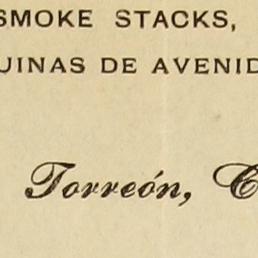 SMOKE STACKS,
UINAS DE AVENID
Torreón, C